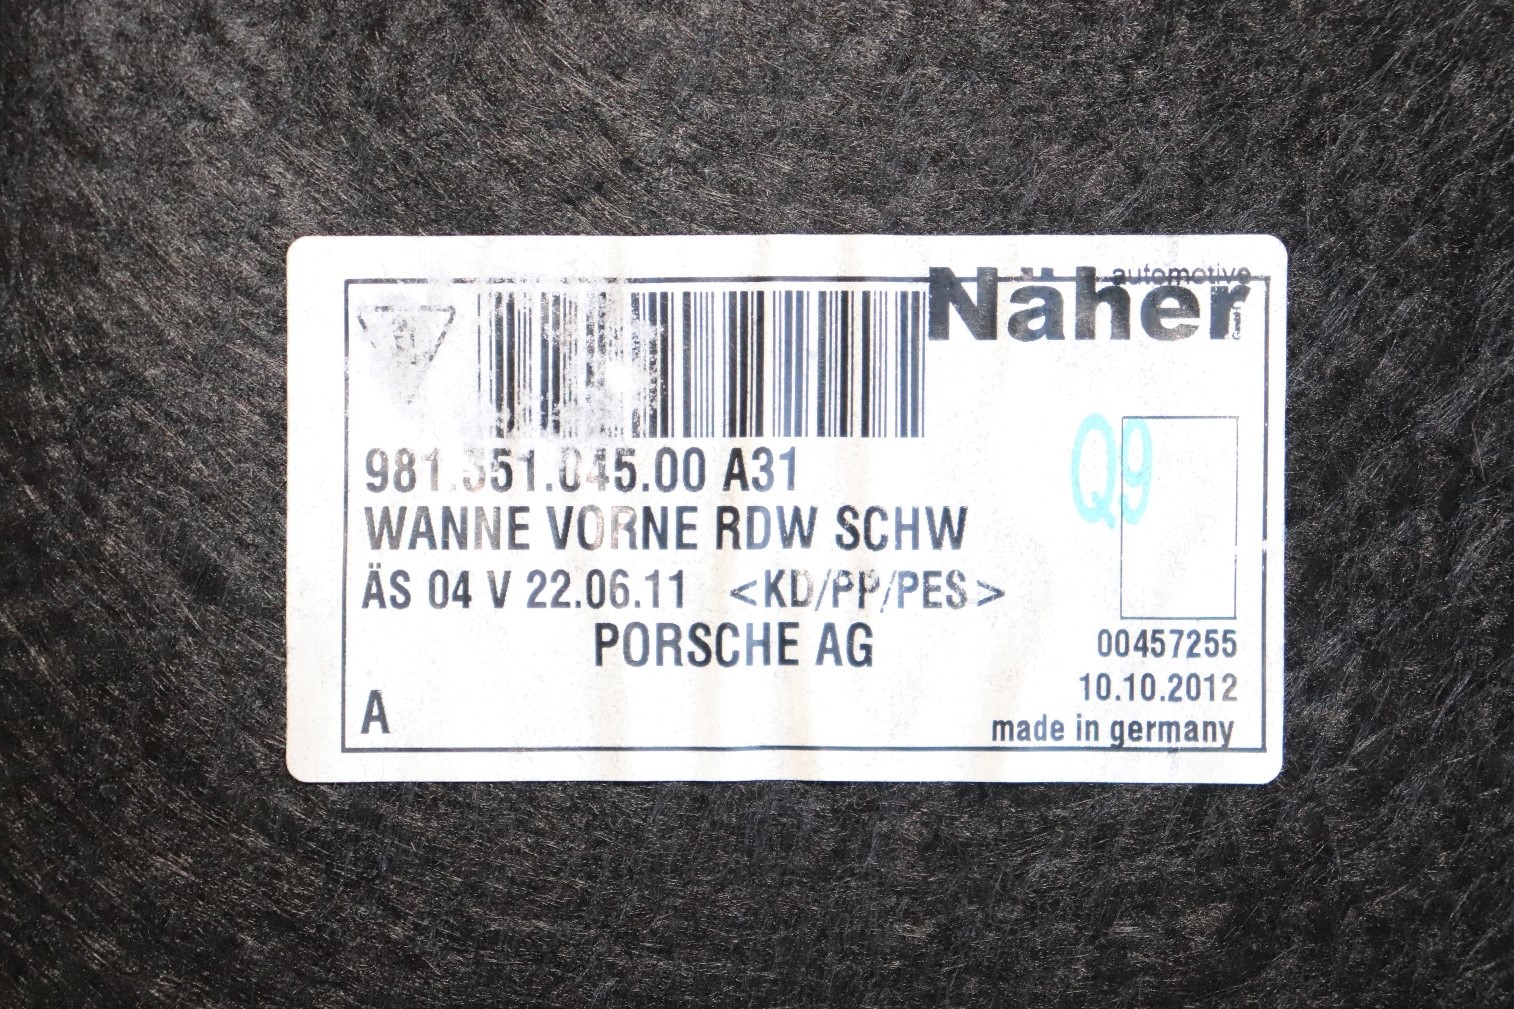 automotive
Näher
981.551.045.00 A31
WANNE VORNE RDW SCHW
ÄS 04 V 22.06.11 <KD/PP/PES>
PORSCHE AG
A
Q9
00457255
10.10.2012
made in germany